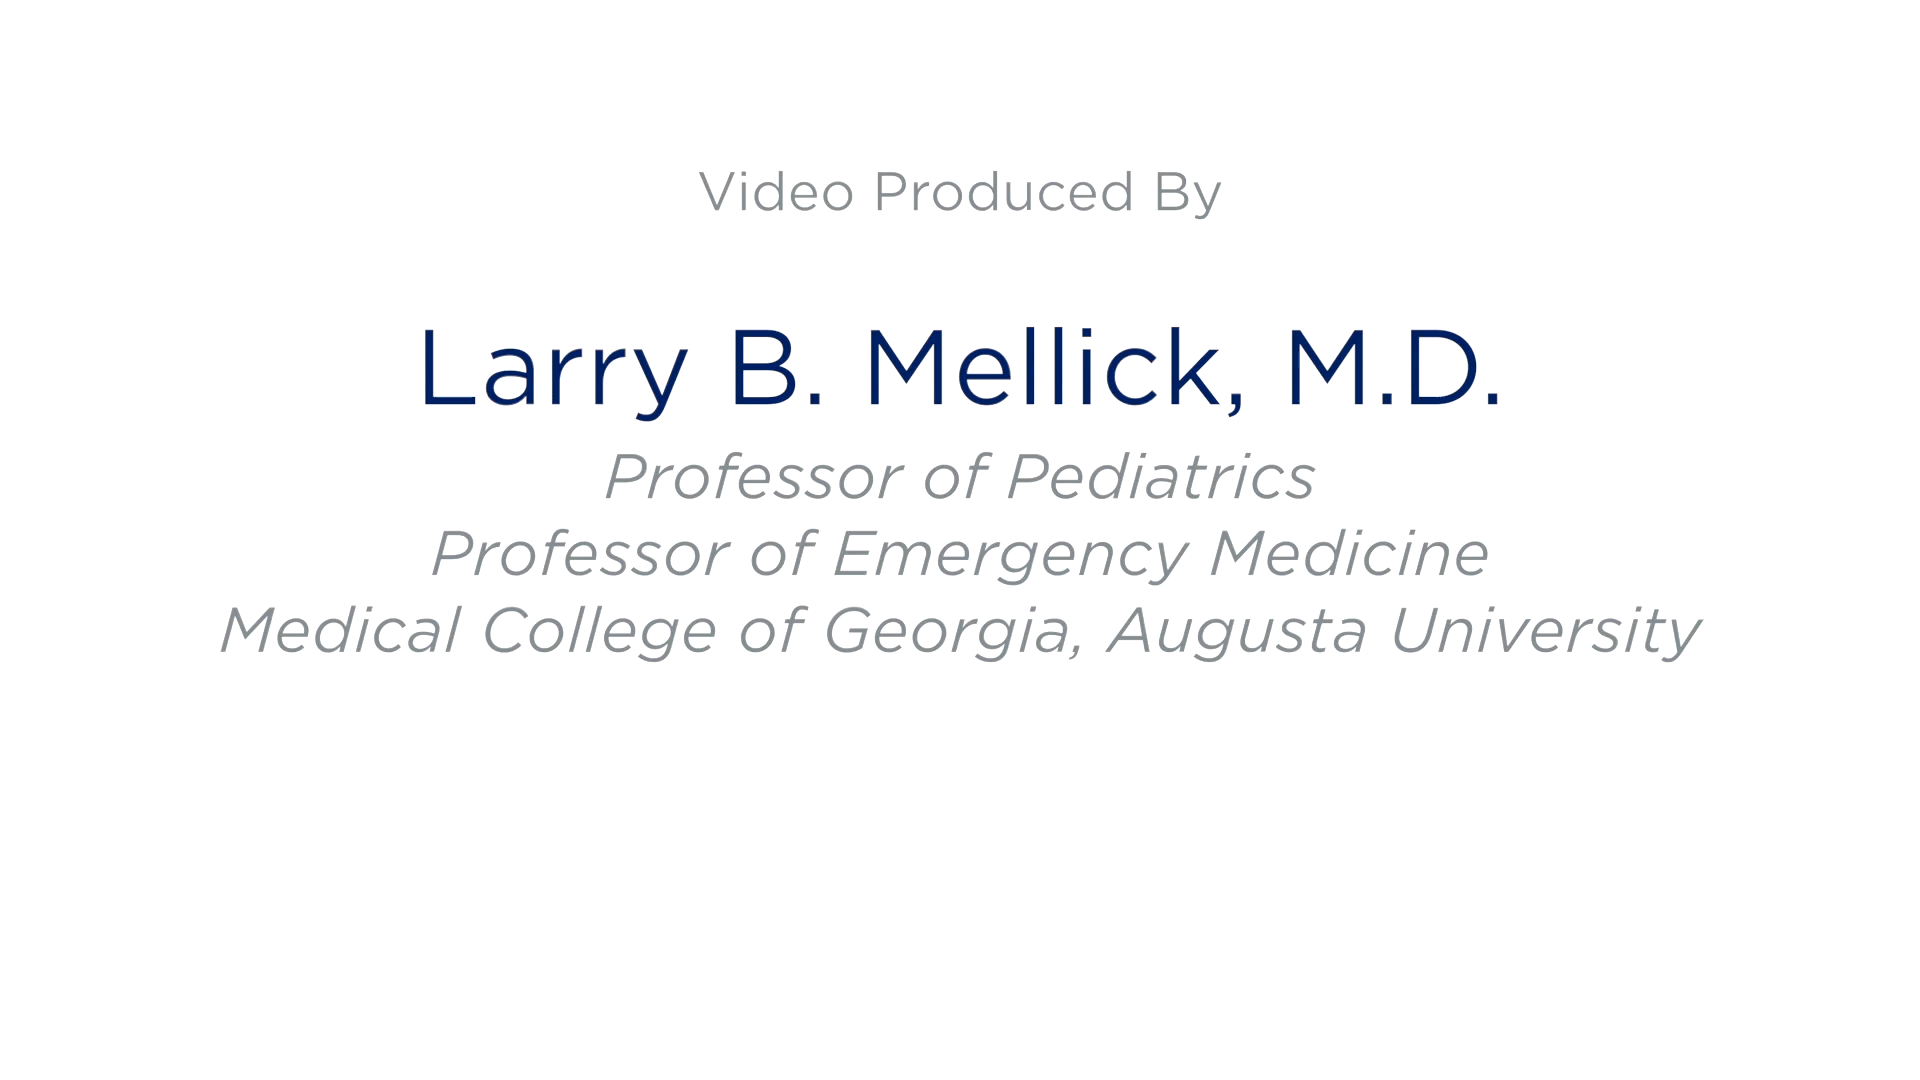 Video Produced By
Larry B. Mellick, M.D.
Professor of Pediatrics
Professor of Emergency Medicine
Medical College of Georgia, Augusta University